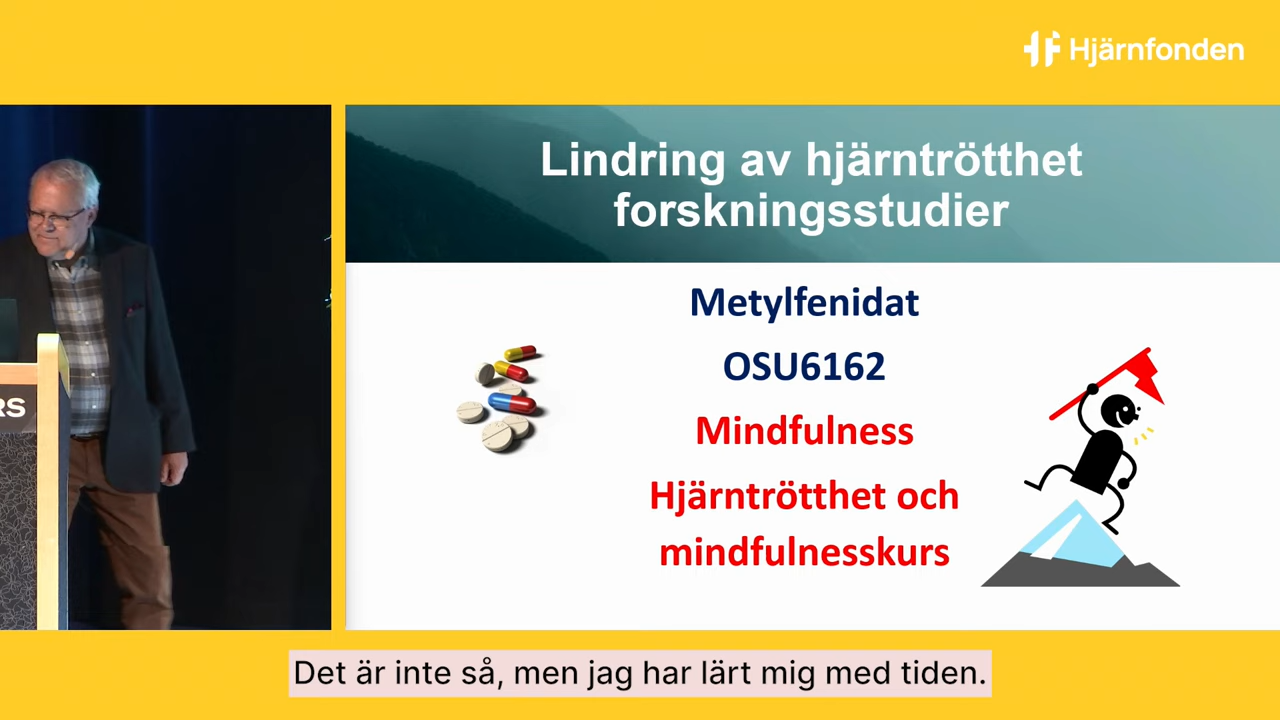 Hjärnfonden
Lindring av hjärntrötthet
forskningsstudier
Metylfenidat
OSU6162
Mindfulness
Hjärntrötthet och
mindfulnesskurs
RS
Det är inte så, men jag har lärt mig med tiden.